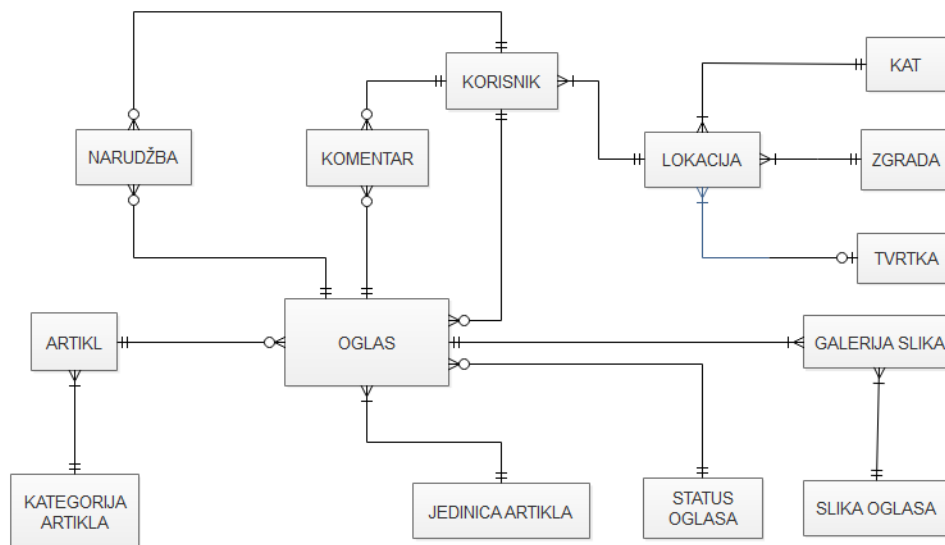 KAT
KORISNIK
NARUDŽBA
KOMENTAR
LOKACIJA
ZGRADA
TVRTKA
ARTIKL
OGLAS
GALERIJA SLIKA
KATEGORIJA
ARTIKLA
JEDINICA ARTIKLA
STATUS
OGLASA
SLIKA OGLASA